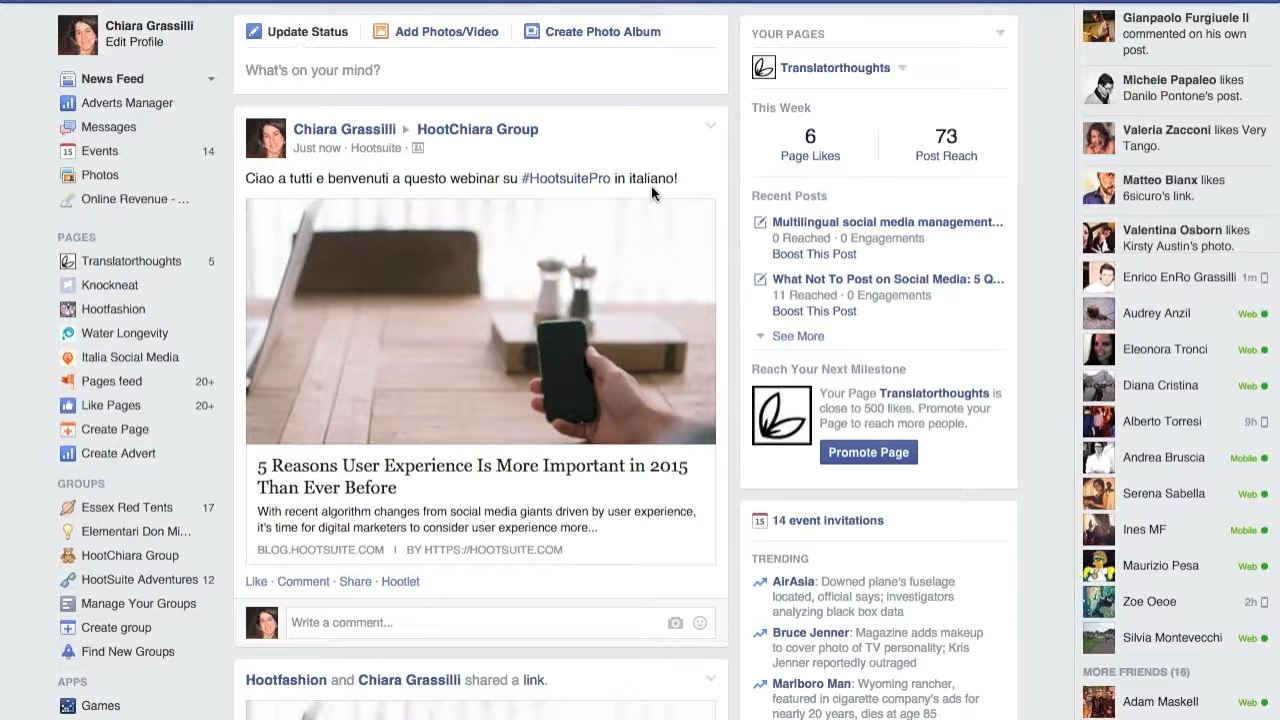 Chiara Grassilli
Edit Profile
News Feed
Adverts Manager
Messages
Events 14
Photos
Online Revenue - ...
PAGES
Translatorthoughts 5
Knockneat
Hootfashion
Water Longevity
Italia Social Media
Pages feed 20+
Like Pages 20+
Create Page
Create Advert
GROUPS
Essex Red Tents 17
Elementari Don Mi...
HootChiara Group
HootSuite Adventures 12
Manage Your Groups
Create group
Find New Groups
APPS
Games
Update Status
Add Photos/Video
Create Photo Album
What's on your mind?
Chiara Grassilli HootChiara Group
Just now · Hootsuite ·
Ciao a tutti e benvenuti a questo webinar su #HootsuitePro in italiano!
5 Reasons User Experience Is More Important in 2015
Than Ever Before
With recent algorithm changes from social media giants driven by user experience,
it's time for digital marketers to consider user experience more...
BLOG.HOOTSUITE.COM | BY HTTPS://HOOTSUITE.COM
Like · Comment · Share · Hootlet
Write a comment...
Hootfashion and Chiara Grassilli shared a link.
YOUR PAGES
Translatorthoughts
This Week
6 73
Page Likes Post Reach
Recent Posts
Multilingual social media management...
0 Reached · 0 Engagements
Boost This Post
What Not To Post on Social Media: 5 Q...
11 Reached · 0 Engagements
Boost This Post
See More
Reach Your Next Milestone
Your Page Translatorthoughts is
close to 500 likes. Promote your
Page to reach more people.
Promote Page
15 14 event invitations
TRENDING
AirAsia: Downed plane's fuselage
located, official says; investigators
analyzing black box data
Bruce Jenner: Magazine adds makeup
to cover photo of TV personality; Kris
Jenner reportedly outraged
Marlboro Man: Wyoming rancher,
featured in cigarette company's ads for
nearly 20 years, dies at age 85
Gianpaolo Furgiuele II
commented on his own
post.
Michele Papaleo likes
Danilo Pontone's post.
Valeria Zacconi likes Very
Tango.
Matteo Bianx likes
6sicuro's link.
Valentina Osborn likes
Kirsty Austin's photo.
Enrico EnRo Grassilli 1m
Audrey Anzil Web
Eleonora Tronci Web
Diana Cristina Web
Alberto Torresi 9h
Andrea Bruscia Mobile
Serena Sabella Web
Ines MF Mobile
Maurizio Pesa Web
Zoe Oeoe 2h
Silvia Montevecchi Web
MORE FRIENDS (16)
Adam Maskell Web